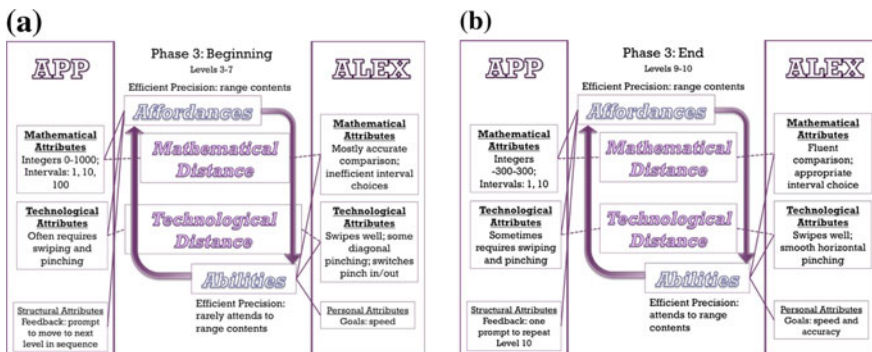 (a)
APP
Phase 3: Beginning
Levels 3-7
Efficient Precision: range contents
Affordances
ALEX
Mathematical
Attributes
Integers 0-1000;
Intervals: 1, 10,
100
Mathematical
Distance
Mathematical
Attributes
Mostly accurate
comparison;
inefficient interval
choices
Technological
Attributes
Often requires
swiping and
pinching
Technological
Distance
Technological
Attributes
Swipes well; some
diagonal
pinching; switches
pinch in/out
Abilities
Efficient Precision:
rarely attends to
range contents
Structural Attributes
Feedback: prompt
to move to next
level in sequence
Personal Attributes
Goals: speed
(b)
APP
Phase 3: End
Levels 9-10
Efficient Precision: range contents
Affordances
ALEX
Mathematical
Attributes
Integers
-300-300;
Intervals: 1, 10
Mathematical
Distance
Mathematical
Attributes
Fluent
comparison;
appropriate
interval choice
Technological
Attributes
Sometimes
requires swiping
and pinching
Technological
Distance
Technological
Attributes
Swipes well;
smooth horizontal
pinching
Abilities
Efficient Precision:
attends to range
contents
Structural Attributes
Feedback: one
prompt to repeat
Level 10
Personal Attributes
Goals: speed and
accuracy